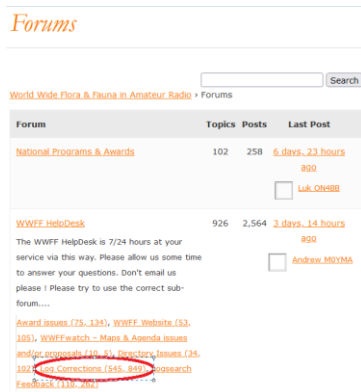 Forums
Search
World Wide Flora & Fauna in Amateur Radio › Forums
Forum Topics Posts Last Post
National Programs & Awards 102 258 6 days, 23 hours
ago
Luk ON4BB
WWFF HelpDesk 926 2,564 3 days, 14 hours
ago
The WWFF HelpDesk is 7/24 hours at your
service via this way. Please allow us some time
Andrew M0YMA
to answer your questions. Don't email us
please ! Please try to use the correct sub-
forum....
Award issues (75, 134), WWFF Website (53,
105), WWFFwatch – Maps & Agenda issues
and/or proposals (10, 5), Directory Issues (34,
102), Log Corrections (545, 849), Logsearch
Feedback (110, 262)